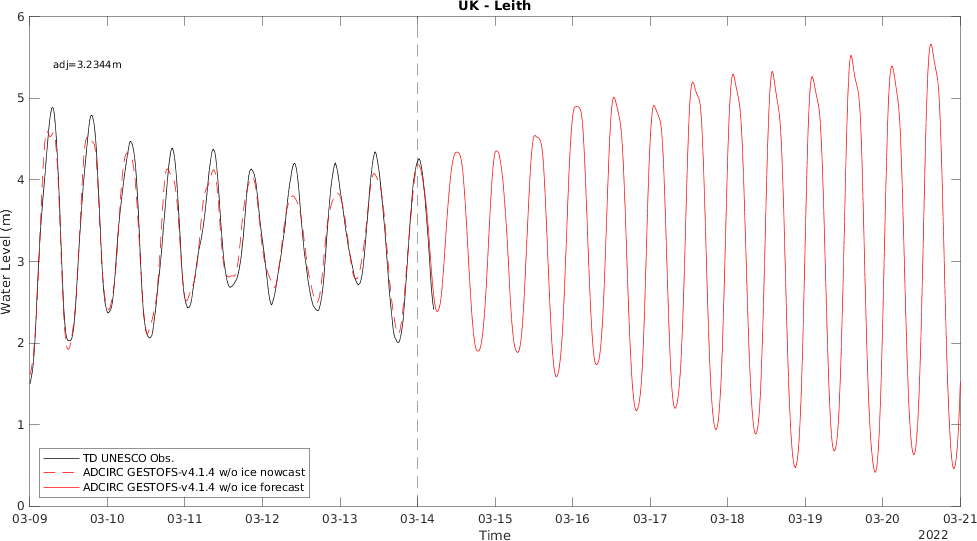 UK - Leith
6
adj=3.2344m
5
4
3
2
1
0
Water Level (m)
TD UNESCO Obs.
ADCIRC GESTOFS-v4.1.4 w/o ice nowcast
ADCIRC GESTOFS-v4.1.4 w/o ice forecast
03-09 03-10 03-11 03-12 03-13 03-14 03-15 03-16 03-17 03-18 03-19 03-20 03-21
Time
2022